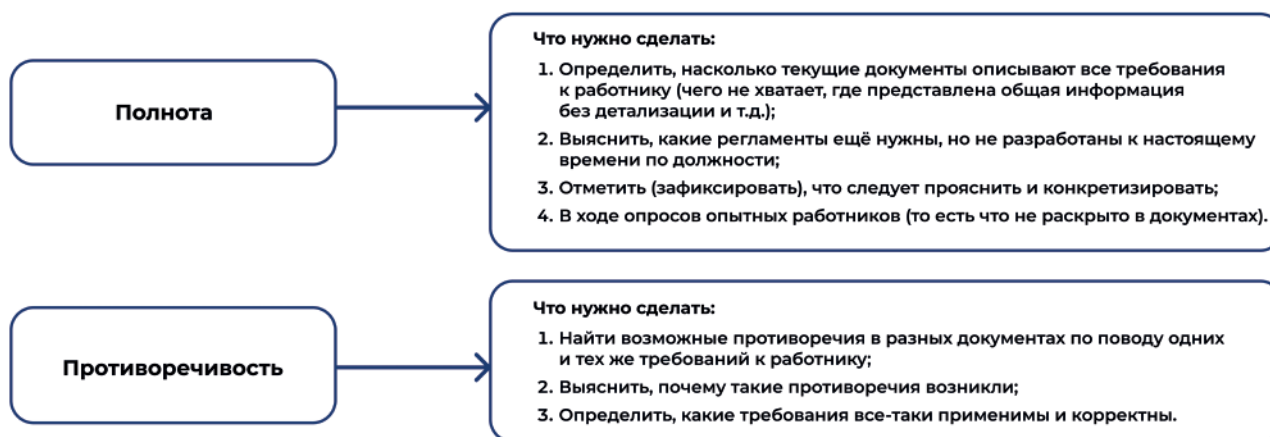 Полнота
Что нужно сделать:
1. Определить, насколько текущие документы описывают все требования
к работнику (чего не хватает, где представлена общая информация
без детализации и т.д.);
2. Выяснить, какие регламенты ещё нужны, но не разработаны к настоящему
времени по должности;
3. Отметить (зафиксировать), что следует прояснить и конкретизировать;
4. В ходе опросов опытных работников (то есть что не раскрыто в документах).
Противоречивость
Что нужно сделать:
1. Найти возможные противоречия в разных документах по поводу одних
и тех же требований к работнику;
2. Выяснить, почему такие противоречия возникли;
3. Определить, какие требования все-таки применимы и корректны.